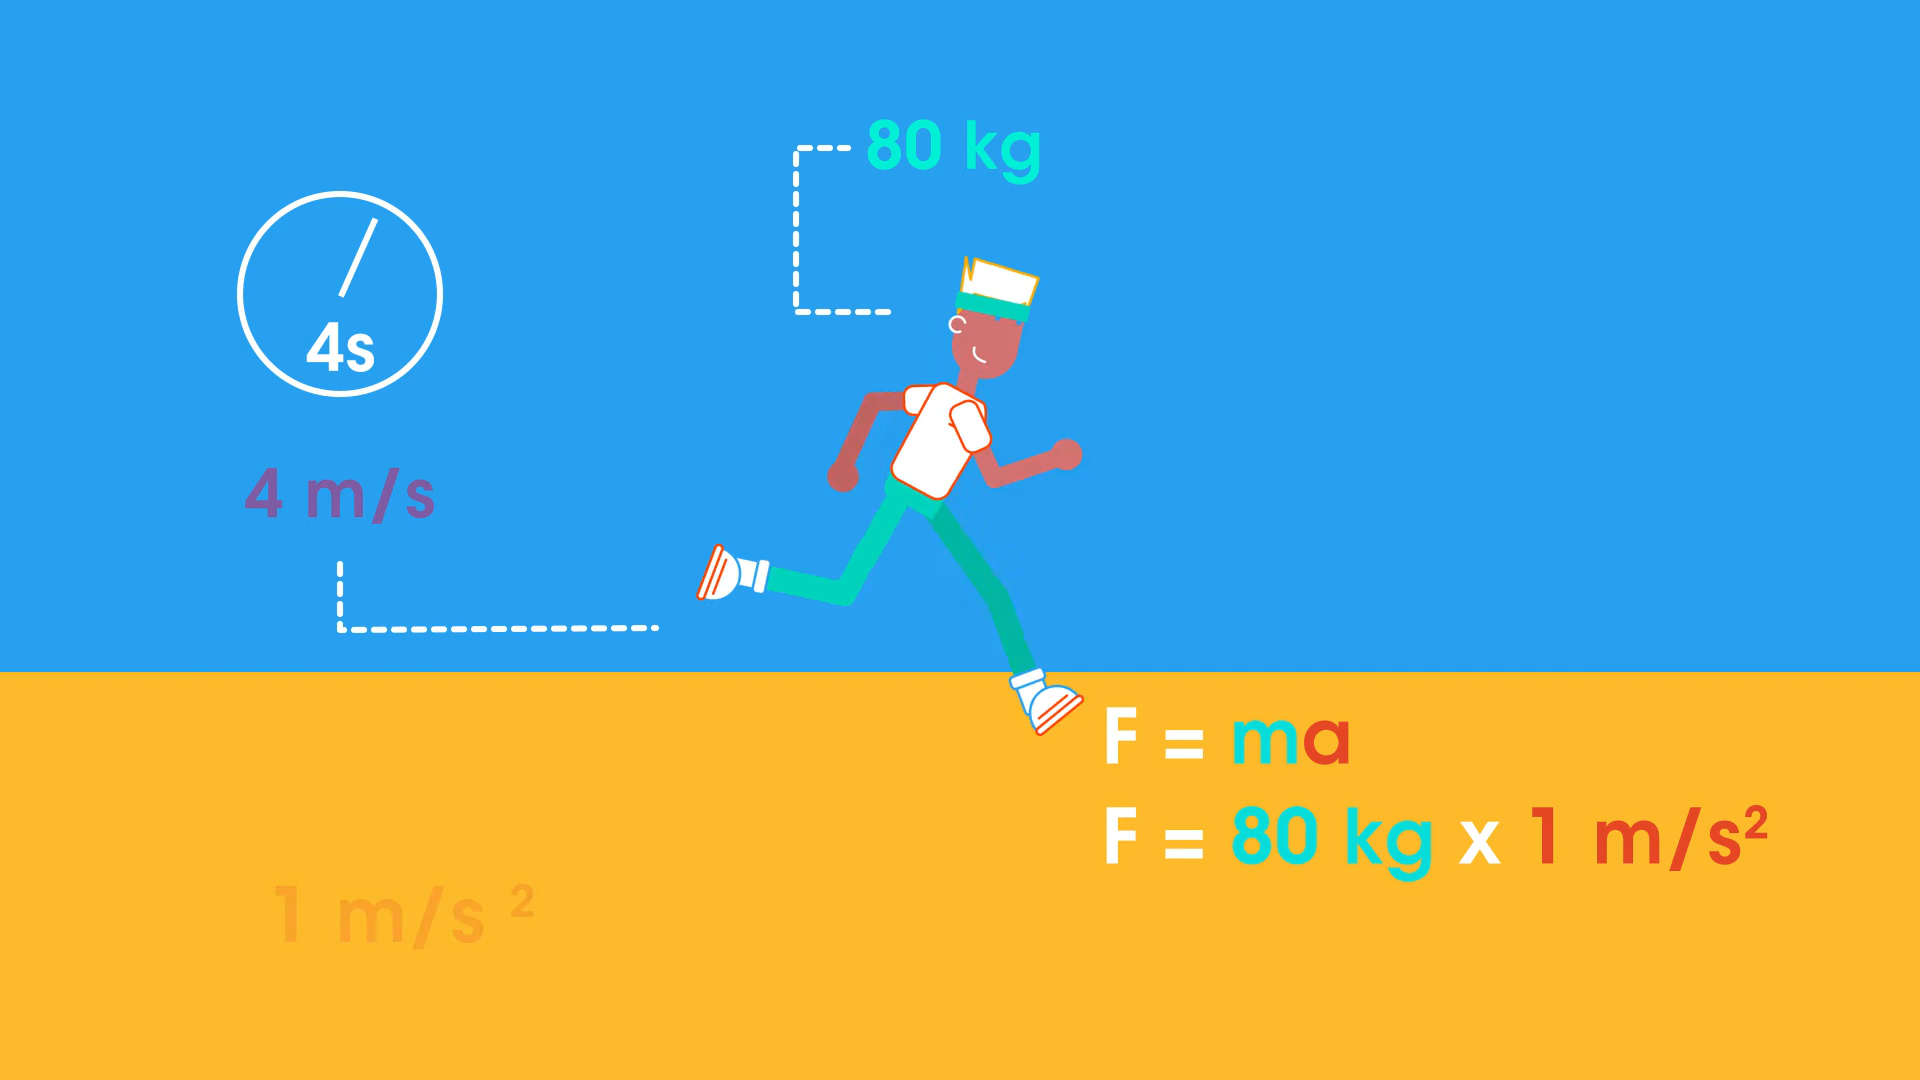 80 kg
4s
4 m/s
F = ma
F = 80 kg x 1 m/s²
1 m/s ²